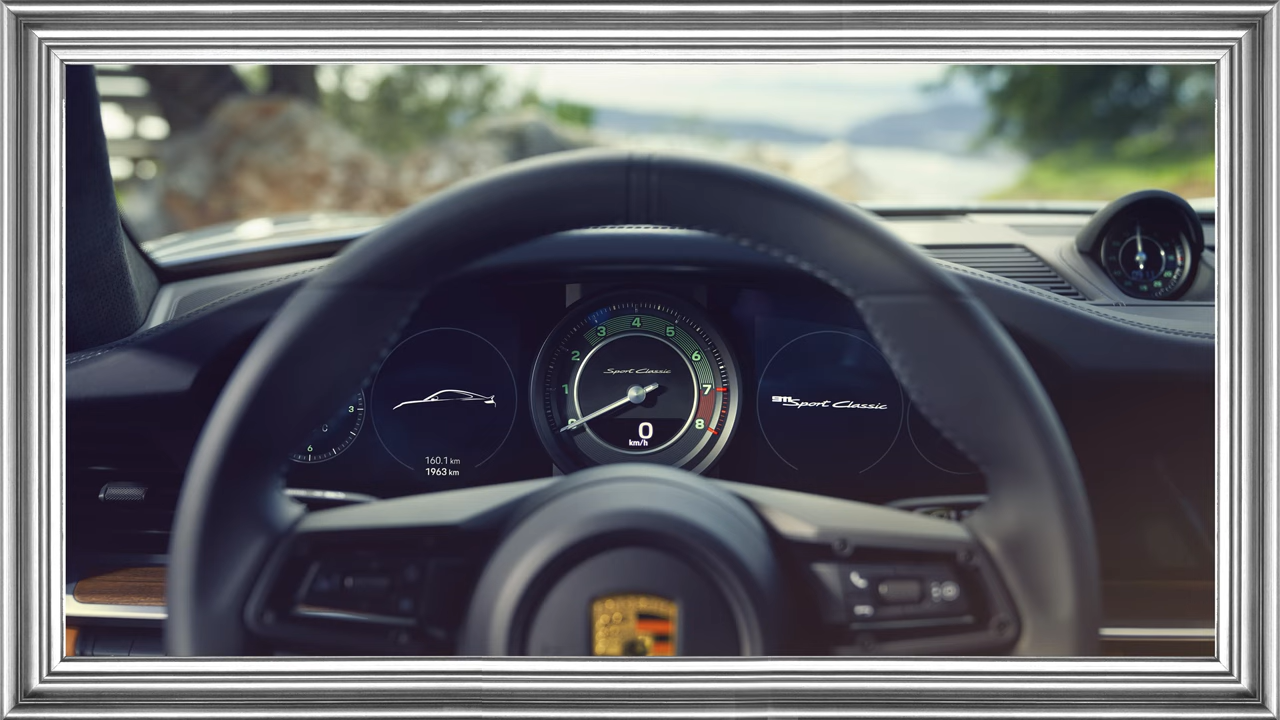 4
3
5
2
6
1
7
Sport Classic
8
0
km/h
911 Sport Classic
3
6
160.1 km
1963 km